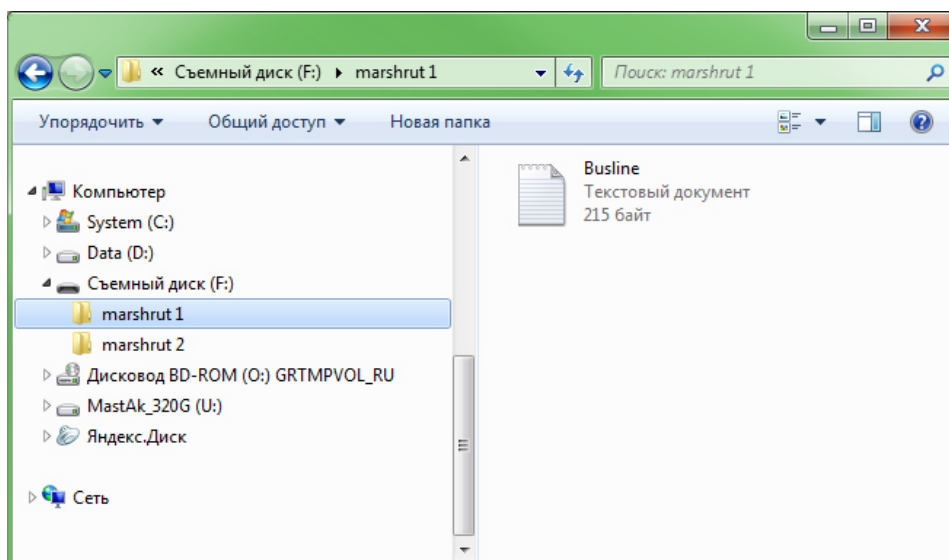 « Съемный диск (F:) ▸ marshrut 1
Поиск: marshrut 1
Упорядочить ▼ Общий доступ ▼ Новая папка
Компьютер
System (C:)
Data (D:)
Съемный диск (F:)
marshrut 1
marshrut 2
Дисковод BD-ROM (O:) GRTMPVOL_RU
MastAk_320G (U:)
Яндекс.Диск
Сеть
Busline
Текстовый документ
215 байт